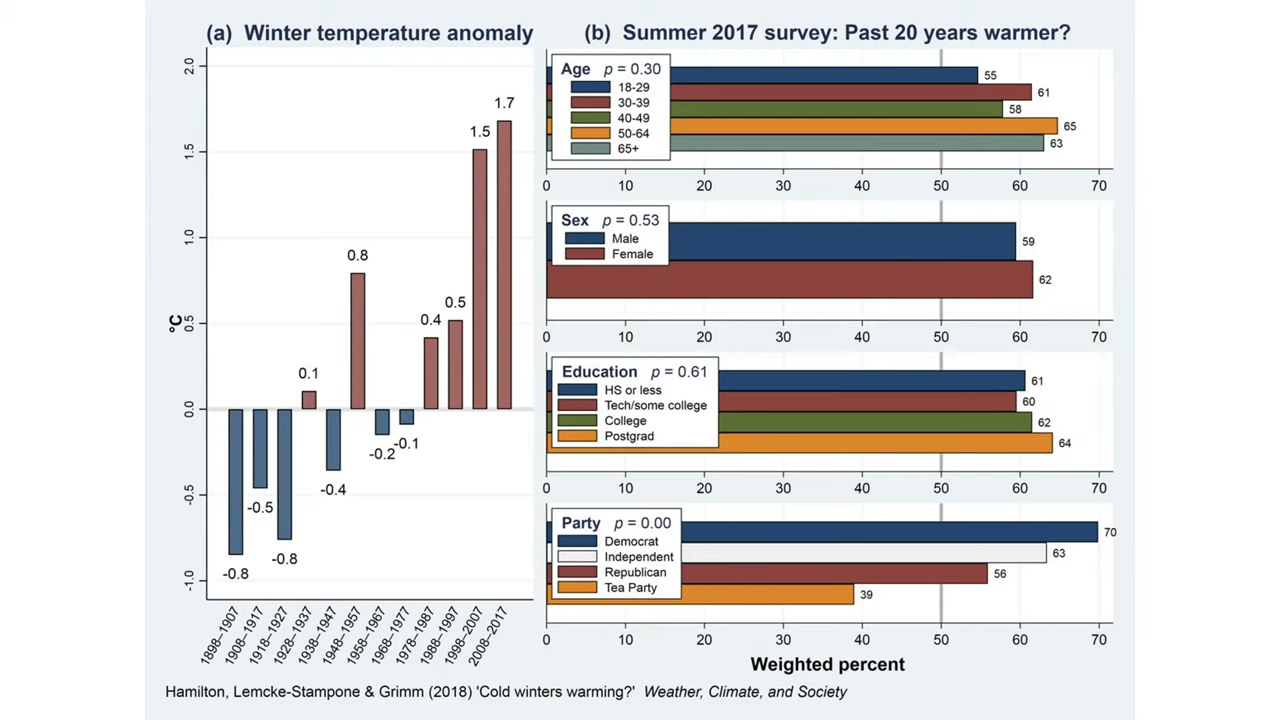 (a) Winter temperature anomaly
°C
2.0
1.5
1.0
0.5
0.0
-0.5
-1.0
-0.8
-0.5
-0.8
0.1
-0.4
0.8
-0.2
-0.1
0.4
0.5
1.5
1.7
1898–1907
1908–1917
1918–1927
1928–1937
1938–1947
1948–1957
1958–1967
1968–1977
1978–1987
1988–1997
1998–2007
2008–2017
(b) Summer 2017 survey: Past 20 years warmer?
Age p = 0.30
18-29
30-39
40-49
50-64
65+
55
61
58
65
63
0 10 20 30 40 50 60 70
Sex p = 0.53
Male
Female
59
62
0 10 20 30 40 50 60 70
Education p = 0.61
HS or less
Tech/some college
College
Postgrad
61
60
62
64
0 10 20 30 40 50 60 70
Party p = 0.00
Democrat
Independent
Republican
Tea Party
70
63
56
39
0 10 20 30 40 50 60 70
Weighted percent
Hamilton, Lemcke-Stampone & Grimm (2018) 'Cold winters warming?' Weather, Climate, and Society